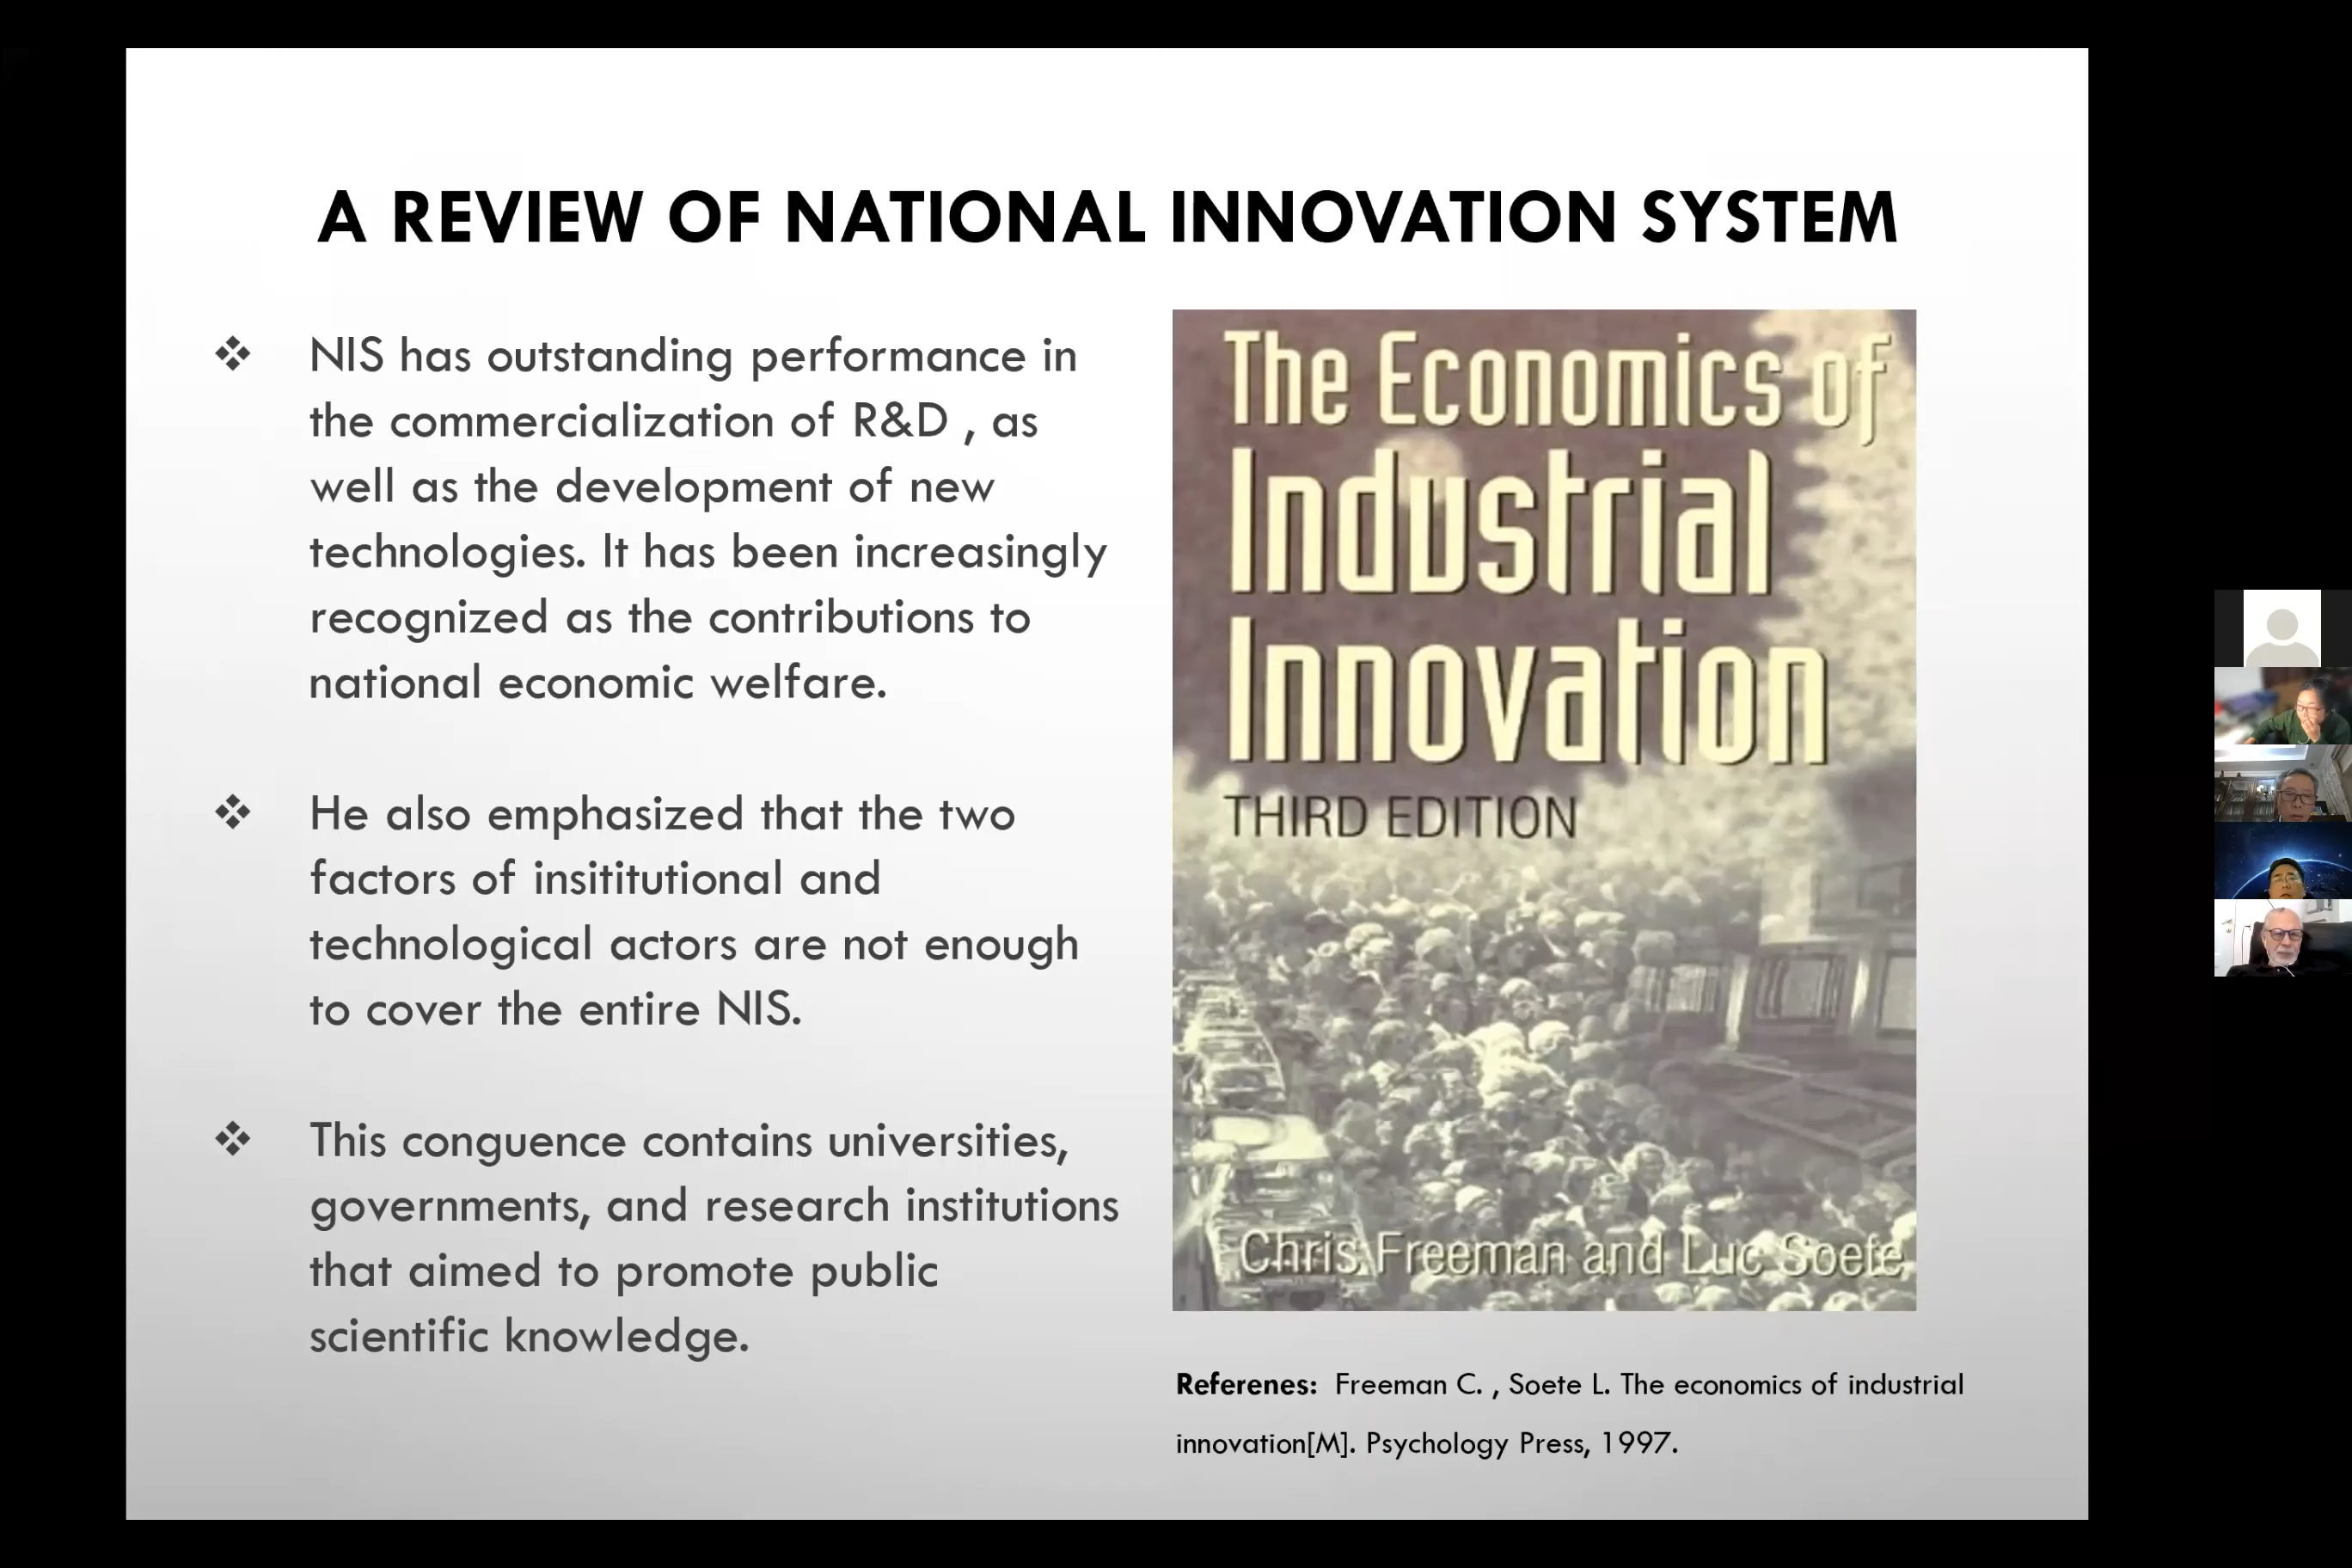 A REVIEW OF NATIONAL INNOVATION SYSTEM
❖ NIS has outstanding performance in
the commercialization of R&D , as
well as the development of new
technologies. It has been increasingly
recognized as the contributions to
national economic welfare.
❖ He also emphasized that the two
factors of insititutional and
technological actors are not enough
to cover the entire NIS.
❖ This conguence contains universities,
governments, and research institutions
that aimed to promote public
scientific knowledge.
The Economics of
Industrial
Innovation
THIRD EDITION
Chris Freeman and Luc Soete
Referenes: Freeman C. , Soete L. The economics of industrial
innovation[M]. Psychology Press, 1997.